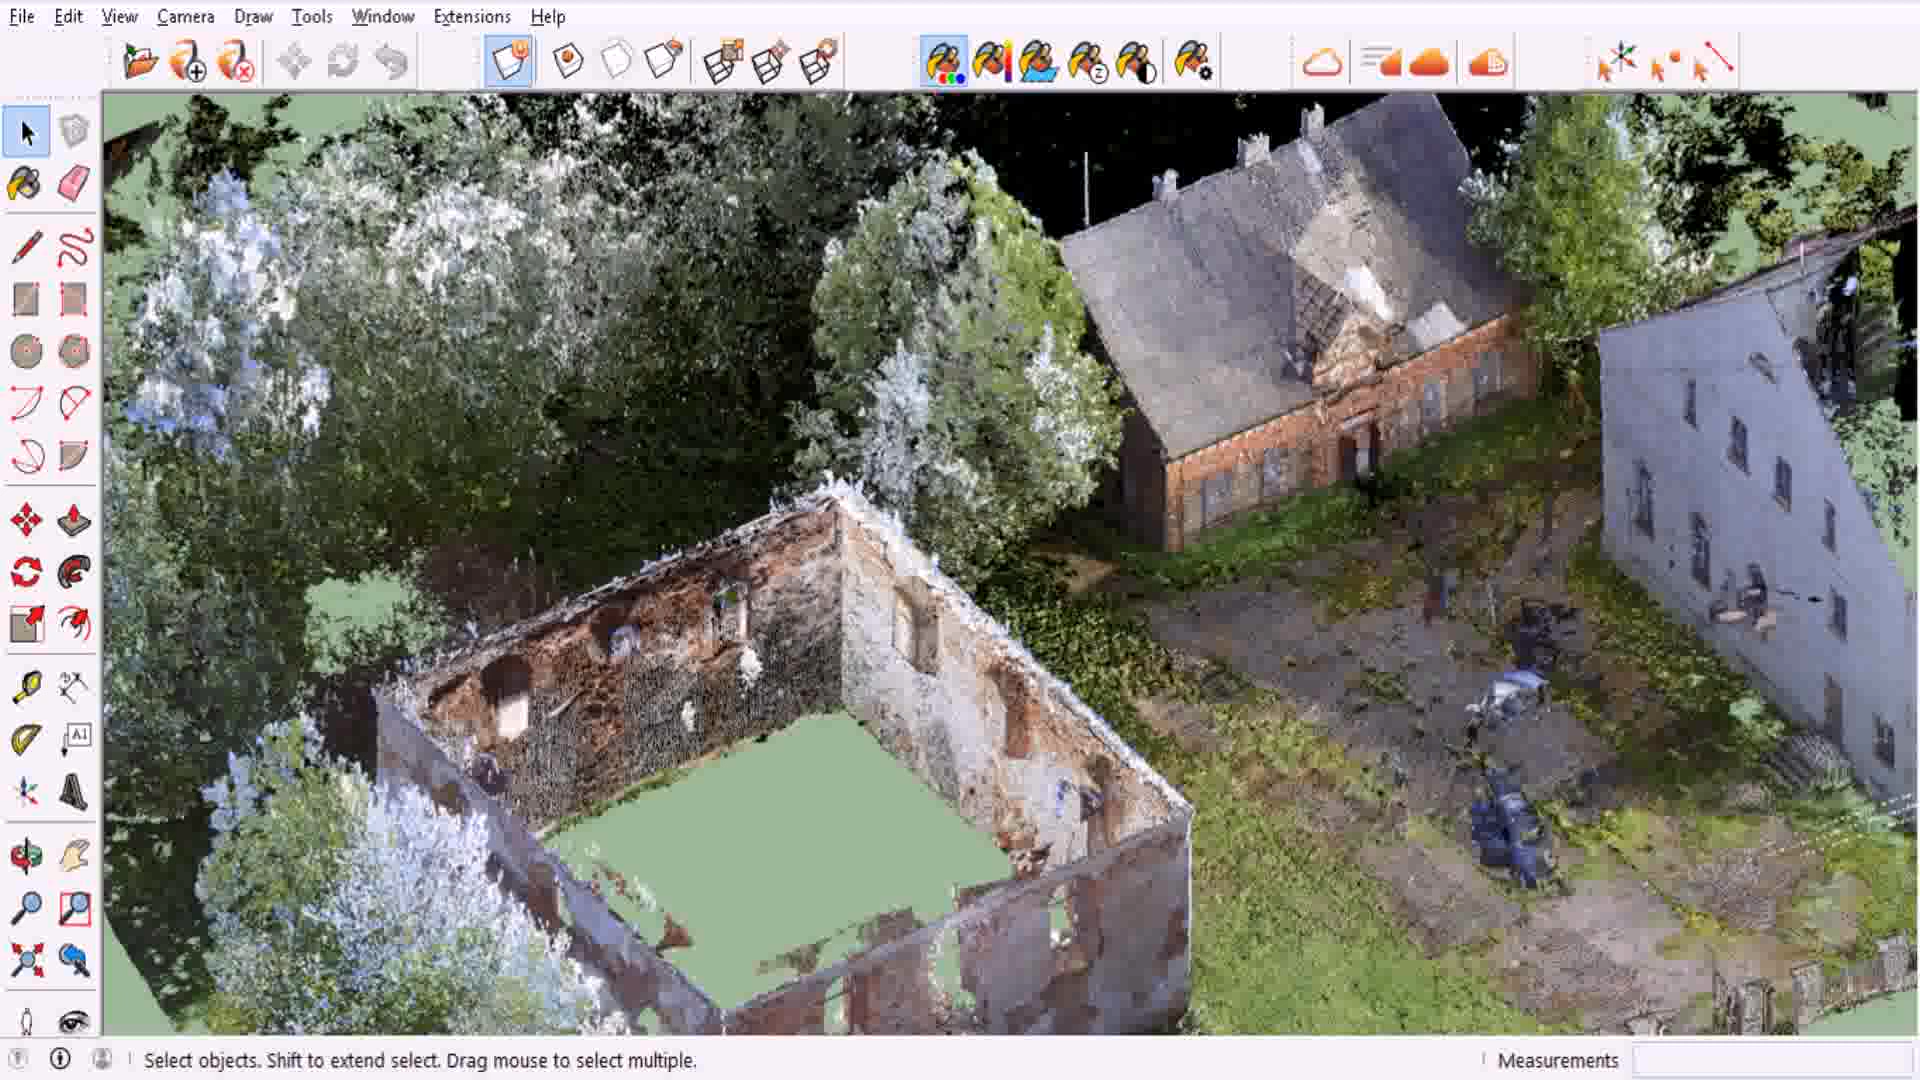 File Edit View Camera Draw Tools Window Extensions Help
Z
A1
Select objects. Shift to extend select. Drag mouse to select multiple.
Measurements